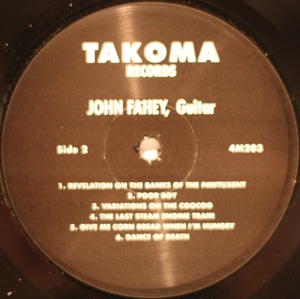 TAKOMA
RECORDS
JOHN FAHEY, Guitar
Side 2 4M203
1. REVELATION ON THE BANKS OF THE PAWTUXENT
2. POOR BOY
3. VARIATIONS ON THE COOCOO
4. THE LAST STEAM ENGINE TRAIN
5. GIVE ME CORN BREAD WHEN I'M HUNGRY
6. DANCE OF DEATH